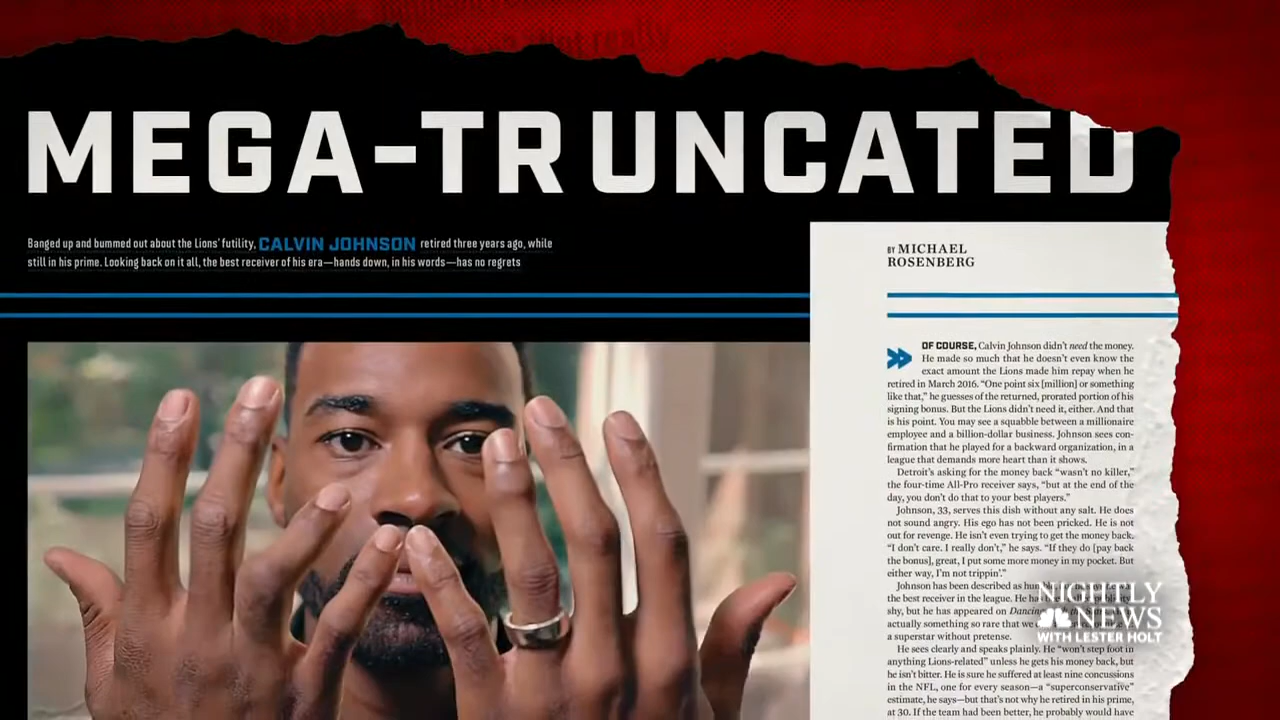 MEGA-TRUNCATED
Banged up and bummed out about the Lions' futility, CALVIN JOHNSON retired three years ago, while
still in his prime. Looking back on it all, the best receiver of his era—hands down, in his words—has no regrets
BY MICHAEL
ROSENBERG
OF COURSE, Calvin Johnson didn't need the money.
He made so much that he doesn't even know the
exact amount the Lions made him repay when he
retired in March 2016. “One point six [million] or something
like that,” he guesses of the returned, prorated portion of his
signing bonus. But the Lions didn't need it, either. And that
is his point. You may see a squabble between a millionaire
employee and a billion-dollar business. Johnson sees con-
firmation that he played for a backward organization, in a
league that demands more heart than it shows.
Detroit's asking for the money back “wasn't no killer,”
the four-time All-Pro receiver says, “but at the end of the
day, you don't do that to your best players.”
Johnson, 33, serves this dish without any salt. He does
not sound angry. His ego has not been pricked. He is not
out for revenge. He isn't even trying to get the money back.
“I don't care. I really don't,” he says. “If they do [pay back
the bonus], great, I put some more money in my pocket. But
either way, I'm not trippin'.”
Johnson has been described as
the best receiver in the league. He
shy, but he has appeared on
actually something so rare that we
a superstar without pretense.
He sees clearly and speaks plainly. He “won't step foot in
anything Lions-related” unless he gets his money back, but
he isn't bitter. He is sure he suffered at least nine concussions
in the NFL, one for every season—a “superconservative”
estimate, he says—but that's not why he retired in his prime,
at 30. If the team had been better, he probably would have
NIGHTLY
NEWS
WITH LESTER HOLT